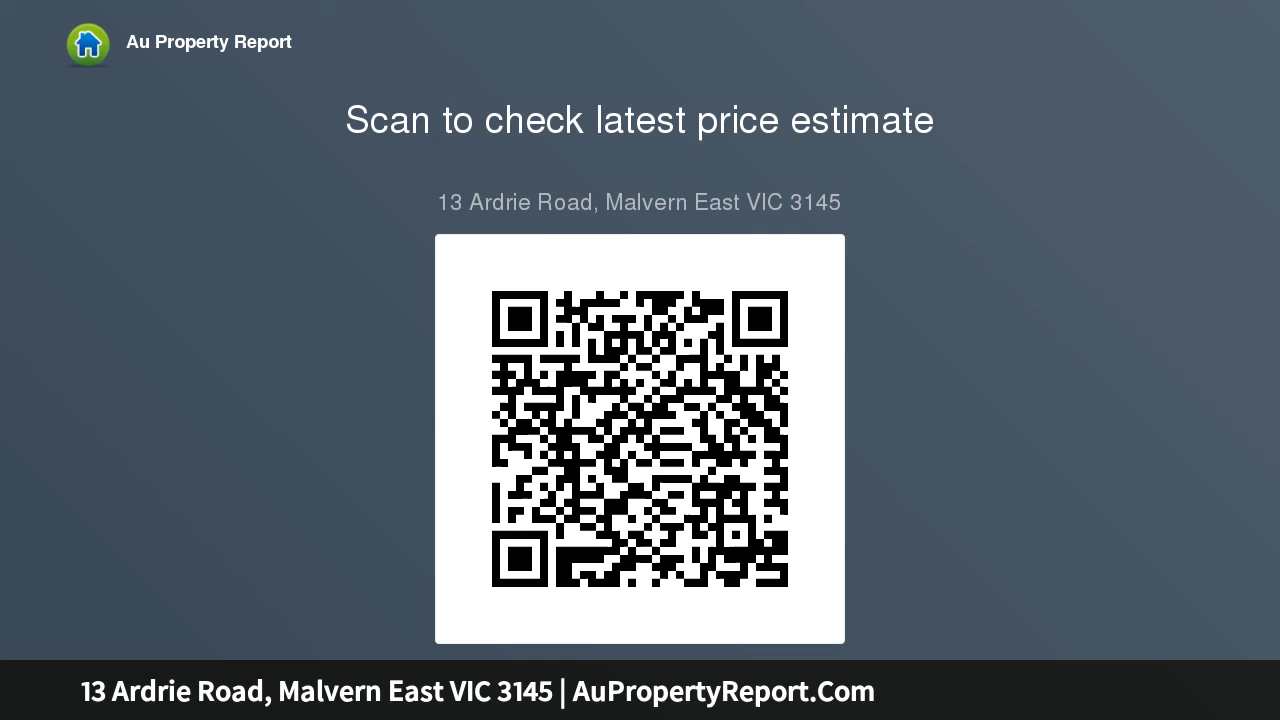 Au Property Report
Scan to check latest price estimate
13 Ardrie Road, Malvern East VIC 3145
13 Ardrie Road, Malvern East VIC 3145 | AuPropertyReport.Com